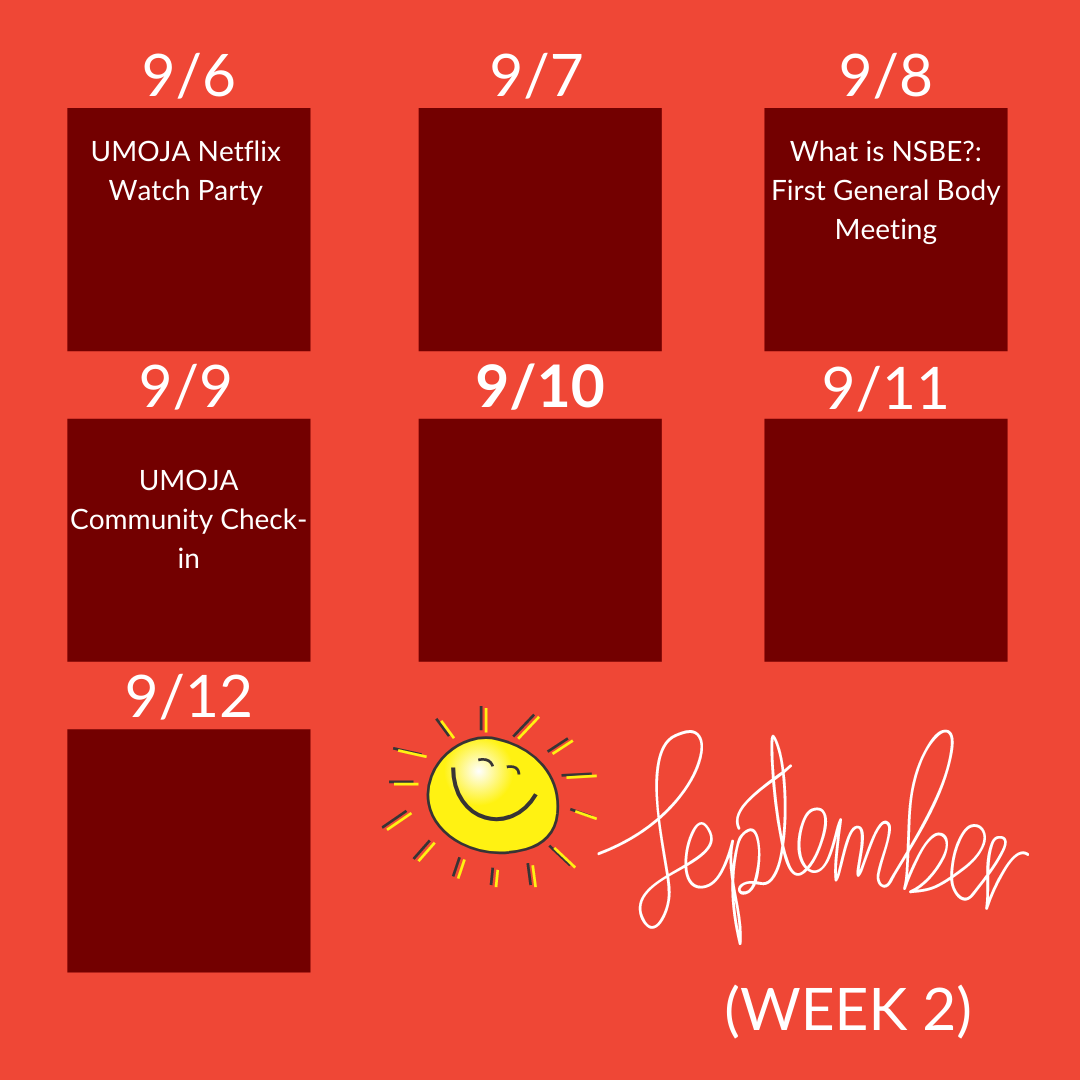 9/6
UMOJA Netflix
Watch Party
9/7
9/8
What is NSBE?:
First General Body
Meeting
9/9
UMOJA
Community Check-
in
9/10
9/11
9/12
September
(WEEK 2)